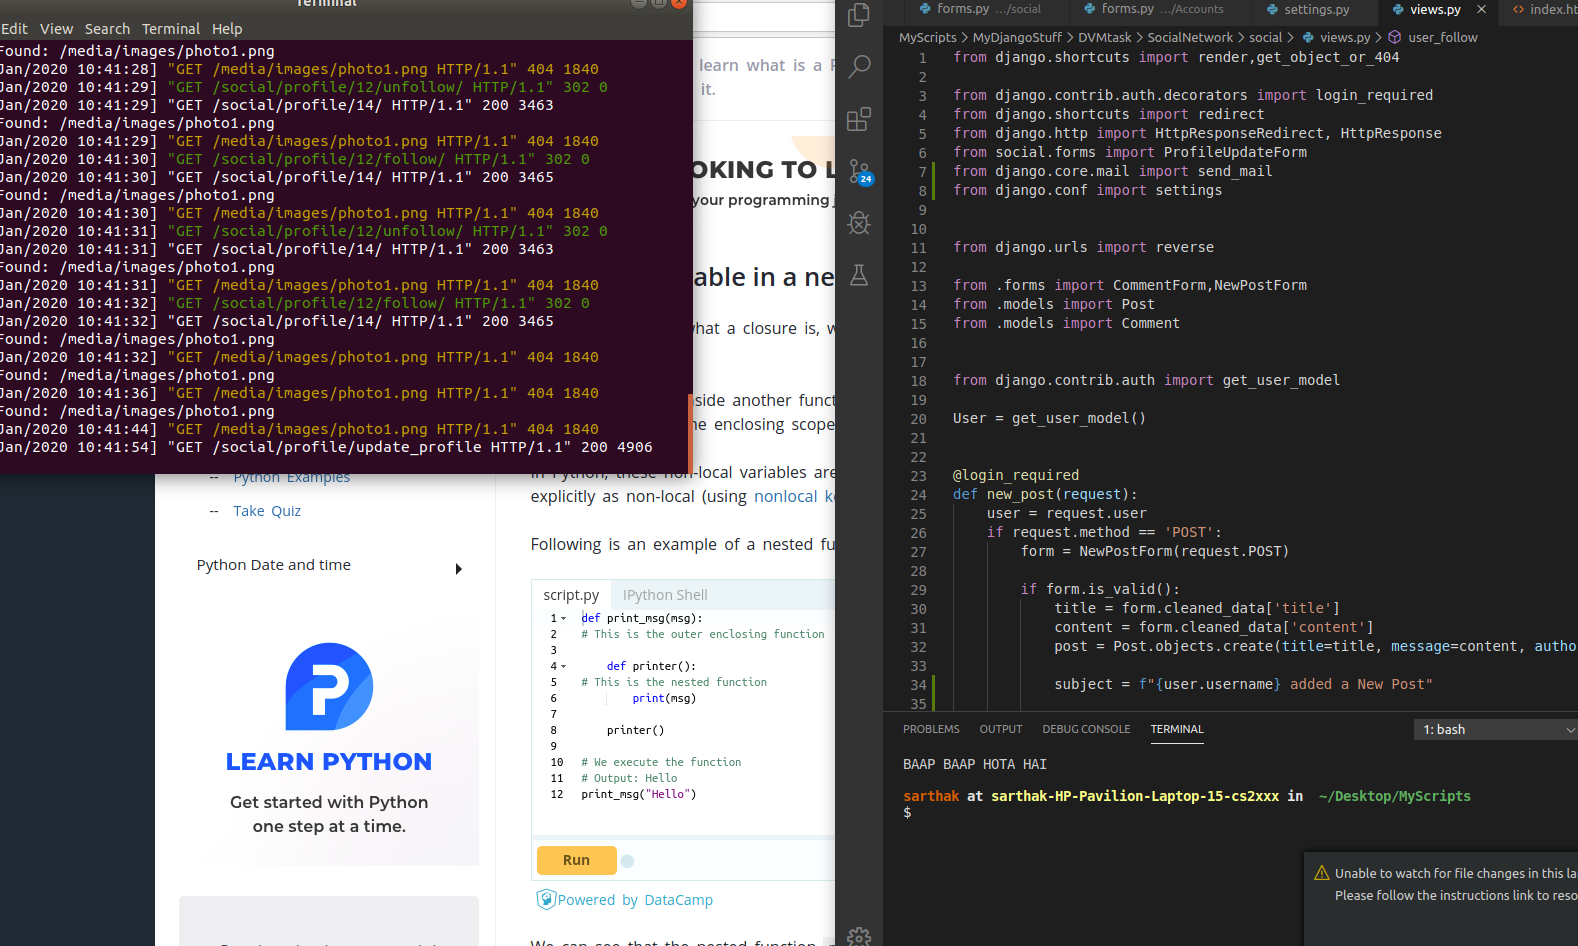 Terminal
Edit View Search Terminal Help
Found: /media/images/photo1.png
Jan/2020 10:41:28] "GET /media/images/photo1.png HTTP/1.1" 404 1840
Jan/2020 10:41:29] "GET /social/profile/12/unfollow/ HTTP/1.1" 302 0
Jan/2020 10:41:29] "GET /social/profile/14/ HTTP/1.1" 200 3463
Found: /media/images/photo1.png
Jan/2020 10:41:29] "GET /media/images/photo1.png HTTP/1.1" 404 1840
Jan/2020 10:41:30] "GET /social/profile/12/follow/ HTTP/1.1" 302 0
Jan/2020 10:41:30] "GET /social/profile/14/ HTTP/1.1" 200 3465
Found: /media/images/photo1.png
Jan/2020 10:41:30] "GET /media/images/photo1.png HTTP/1.1" 404 1840
Jan/2020 10:41:31] "GET /social/profile/12/unfollow/ HTTP/1.1" 302 0
Jan/2020 10:41:31] "GET /social/profile/14/ HTTP/1.1" 200 3463
Found: /media/images/photo1.png
Jan/2020 10:41:31] "GET /media/images/photo1.png HTTP/1.1" 404 1840
Jan/2020 10:41:32] "GET /social/profile/12/follow/ HTTP/1.1" 302 0
Jan/2020 10:41:32] "GET /social/profile/14/ HTTP/1.1" 200 3465
Found: /media/images/photo1.png
Jan/2020 10:41:32] "GET /media/images/photo1.png HTTP/1.1" 404 1840
Found: /media/images/photo1.png
Jan/2020 10:41:36] "GET /media/images/photo1.png HTTP/1.1" 404 1840
Found: /media/images/photo1.png
Jan/2020 10:41:44] "GET /media/images/photo1.png HTTP/1.1" 404 1840
Jan/2020 10:41:54] "GET /social/profile/update_profile HTTP/1.1" 200 4906
-- Python Examples
-- Take Quiz
Python Date and time
LEARN PYTHON
Get started with Python
one step at a time.
learn what is a
it.
OKING TO L
your programming j
able in a ne
hat a closure is, w
side another funct
he enclosing scope
In Python, these non-local variables are
explicitly as non-local (using nonlocal k
Following is an example of a nested fu
script.py IPython Shell
1 def print_msg(msg):
2 # This is the outer enclosing function
3
4 def printer():
5 # This is the nested function
6 print(msg)
7
8 printer()
9
10 # We execute the function
11 # Output: Hello
12 print_msg("Hello")
Run
Powered by DataCamp
We can see that the nested function
24
forms.py .../social forms.py .../Accounts settings.py views.py index.ht
MyScripts > MyDjangoStuff > DVMtask > SocialNetwork > social > views.py > user_follow
1 from django.shortcuts import render,get_object_or_404
2
3 from django.contrib.auth.decorators import login_required
4 from django.shortcuts import redirect
5 from django.http import HttpResponseRedirect, HttpResponse
6 from social.forms import ProfileUpdateForm
7 from django.core.mail import send_mail
8 from django.conf import settings
9
10
11 from django.urls import reverse
12
13 from .forms import CommentForm,NewPostForm
14 from .models import Post
15 from .models import Comment
16
17
18 from django.contrib.auth import get_user_model
19
20 User = get_user_model()
21
22
23 @login_required
24 def new_post(request):
25 user = request.user
26 if request.method == 'POST':
27 form = NewPostForm(request.POST)
28
29 if form.is_valid():
30 title = form.cleaned_data['title']
31 content = form.cleaned_data['content']
32 post = Post.objects.create(title=title, message=content, autho
33
34 subject = f"{user.username} added a New Post"
35
PROBLEMS OUTPUT DEBUG CONSOLE TERMINAL 1: bash
BAAP BAAP HOTA HAI
sarthak at sarthak-HP-Pavilion-Laptop-15-cs2xxx in ~/Desktop/MyScripts
$
Unable to watch for file changes in this la
Please follow the instructions link to reso